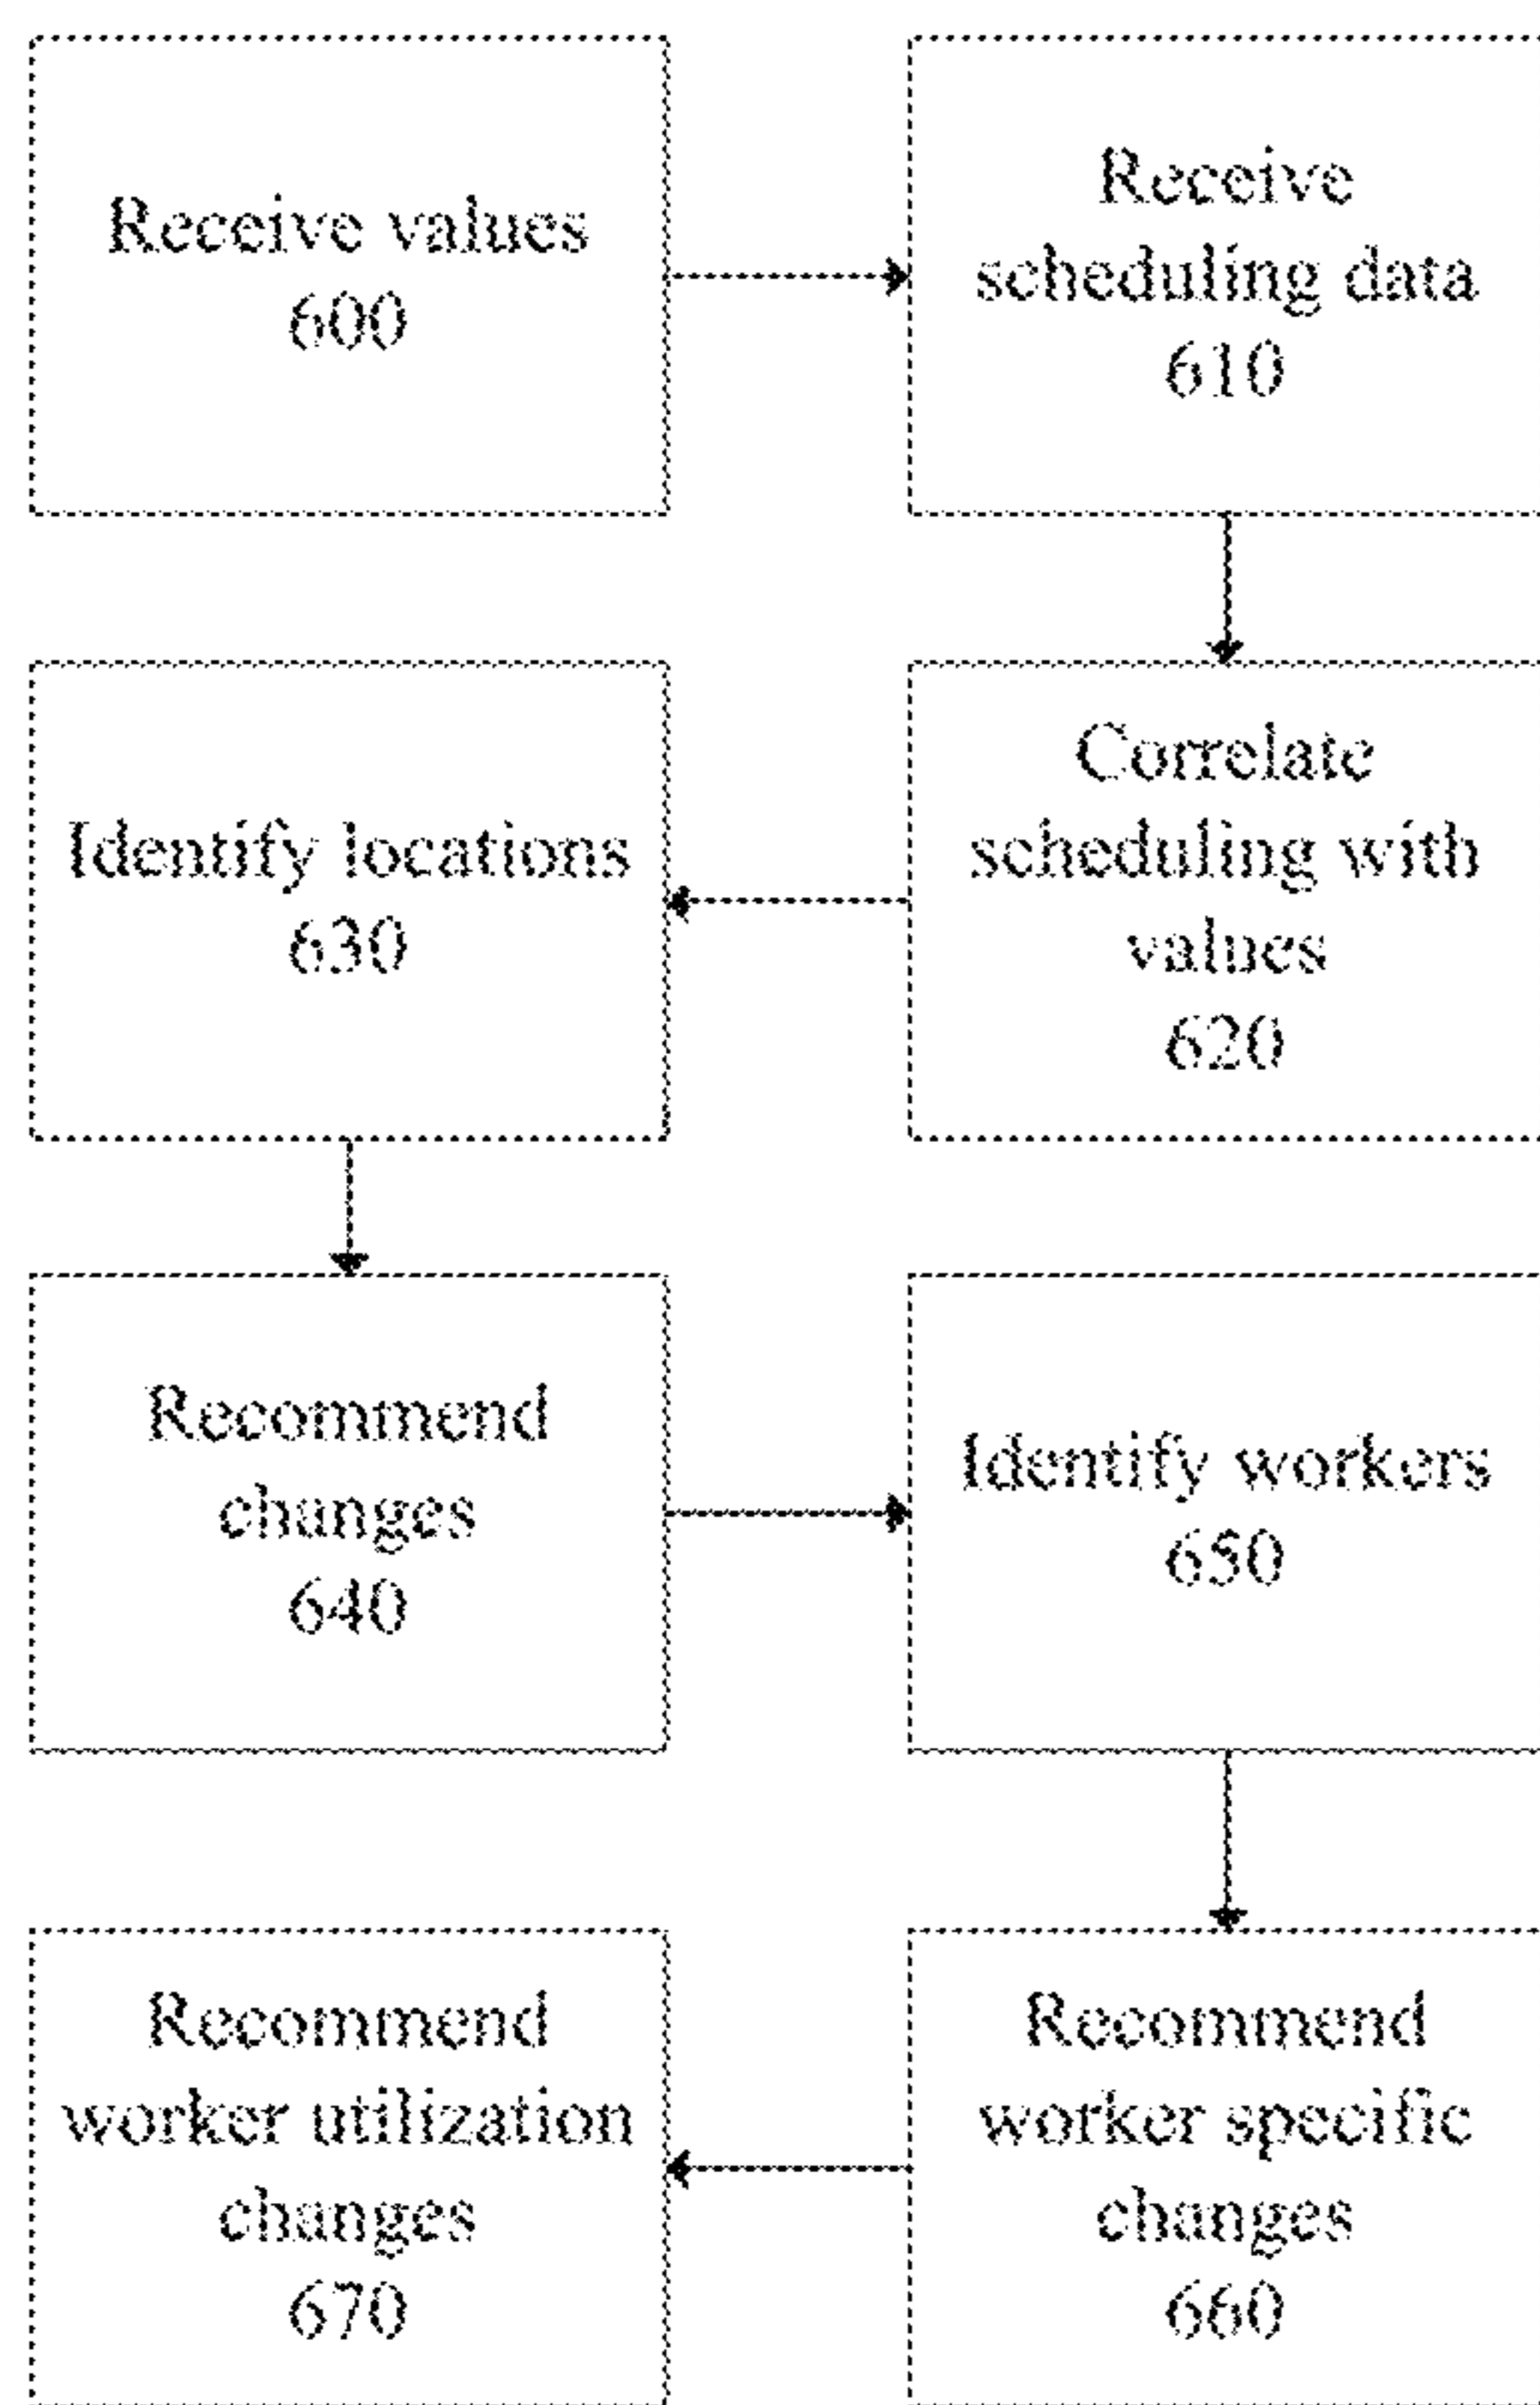 Receive values
600
Receive
scheduling data
610
Identify locations
630
Correlate
scheduling with
values
620
Recommend
changes
640
Identify workers
650
Recommend
worker utilization
changes
670
Recommend
worker specific
changes
660